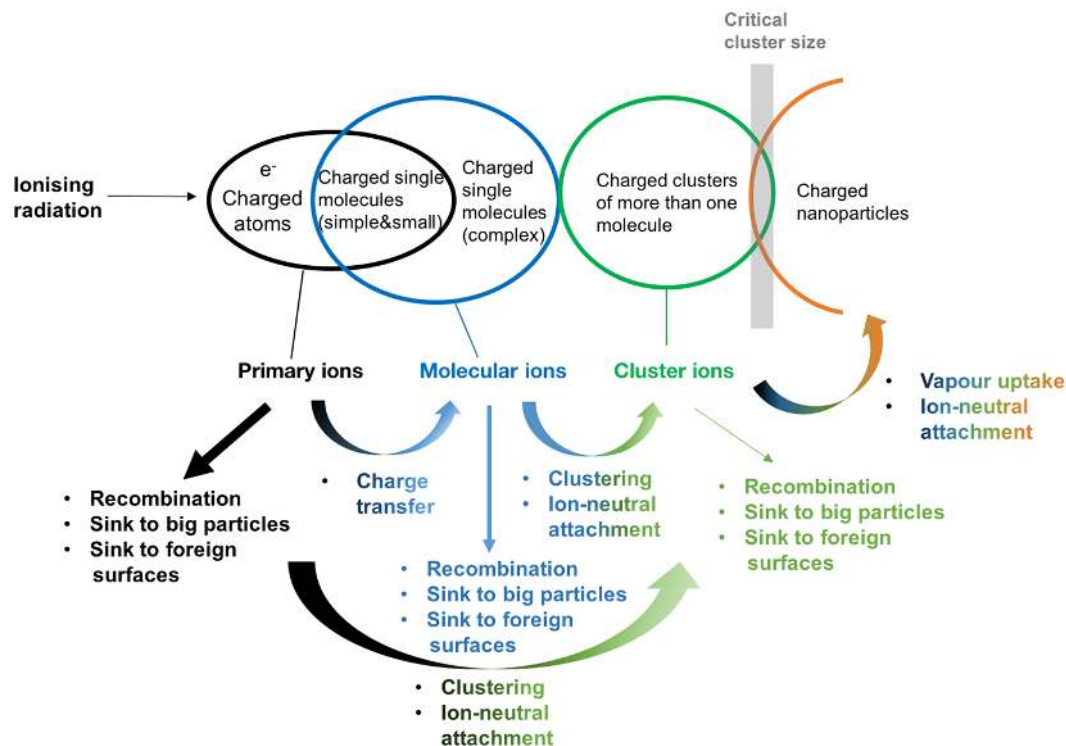 Critical
cluster size
Ionising
radiation
e-
Charged
atoms
Charged single
molecules
(simple&small)
Charged
single
molecules
(complex)
Charged clusters
of more than one
molecule
Charged
nanoparticles
Primary ions
Molecular ions
Cluster ions
• Vapour uptake
• Ion-neutral
attachment
• Charge
transfer
• Clustering
• Ion-neutral
attachment
• Recombination
• Sink to big particles
• Sink to foreign
surfaces
• Recombination
• Sink to big particles
• Sink to foreign
surfaces
• Recombination
• Sink to big particles
• Sink to foreign
surfaces
• Clustering
• Ion-neutral
attachment